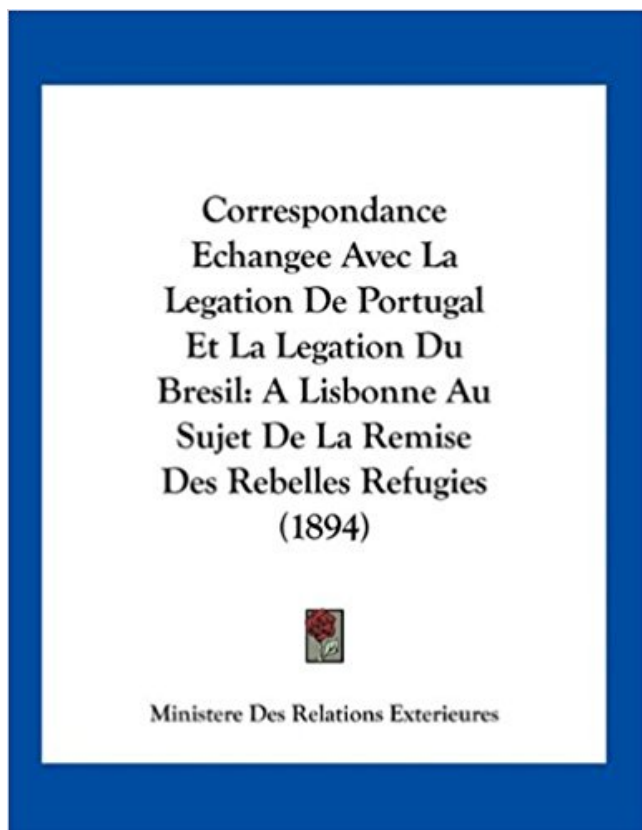 Correspondance
Echangee Avec La
Legation De Portugal
Et La Legation Du
Bresil: A Lisbonne Au
Sujet De La Remise
Des Rebelles Refugies
(1894)
Ministere Des Relations Exterieures